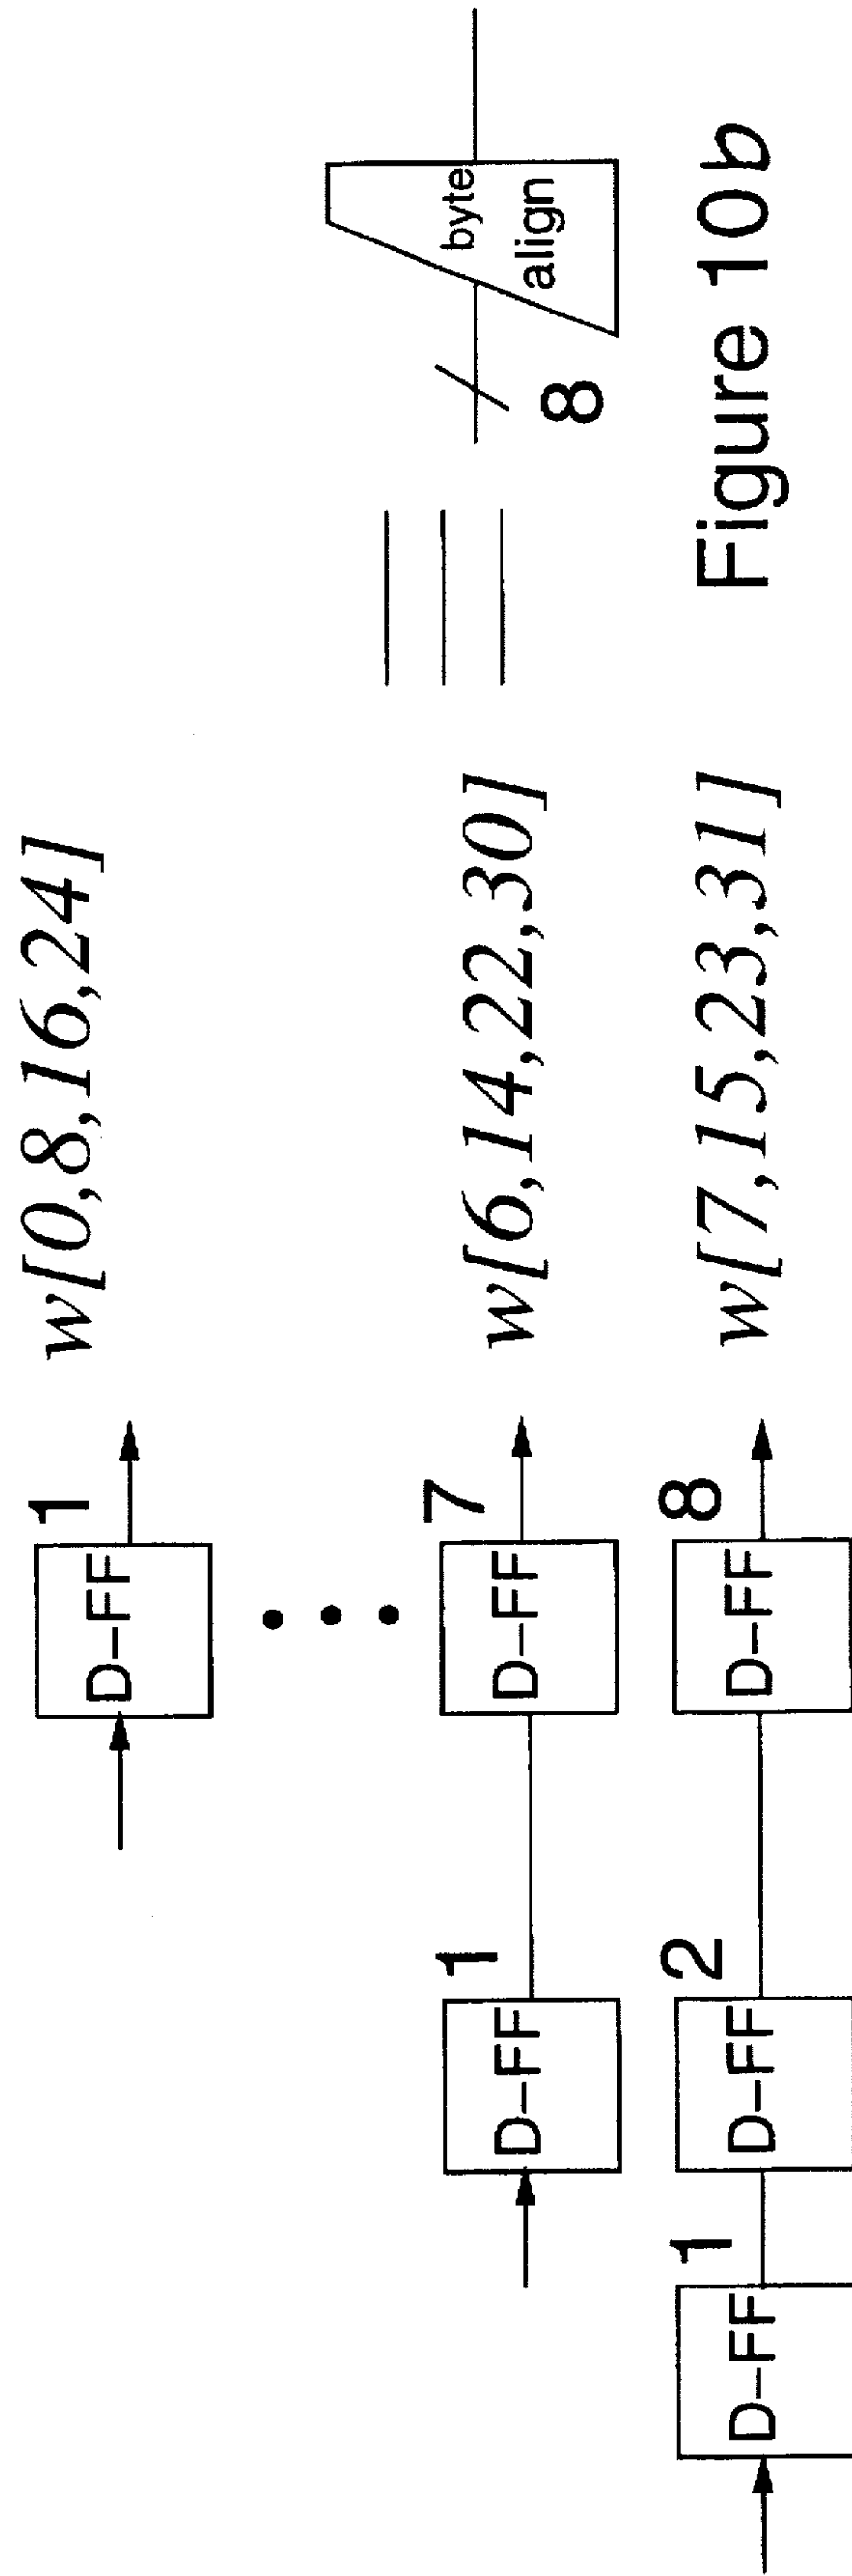 D–FF 1 w[0,8,16,24]
D–FF 1 D–FF 7 w[6,14,22,30]
D–FF 1 D–FF 2 D–FF 8 w[7,15,23,31]
8
byte
align
Figure 10b